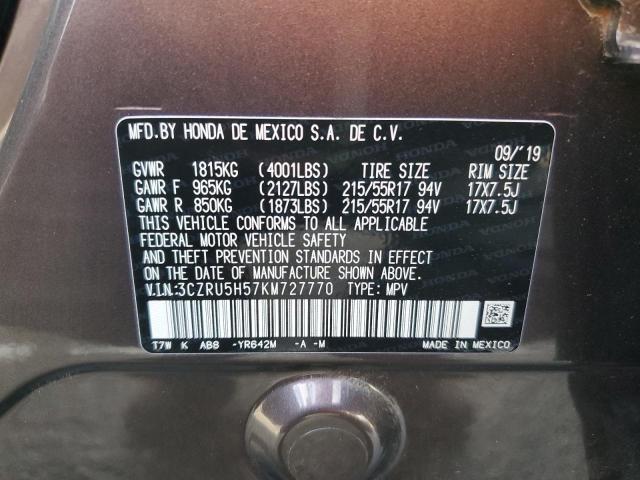 MFD.BY HONDA DE MEXICO S.A. DE C.V.
09/'19
GVWR 1815KG (4001LBS) TIRE SIZE RIM SIZE
GAWR F 965KG (2127LBS) 215/55R17 94V 17X7.5J
GAWR R 850KG (1873LBS) 215/55R17 94V 17X7.5J
THIS VEHICLE CONFORMS TO ALL APPLICABLE
FEDERAL MOTOR VEHICLE SAFETY
AND THEFT PREVENTION STANDARDS IN EFFECT
ON THE DATE OF MANUFACTURE SHOWN ABOVE.
V.I.N.:3CZRU5H57KM727770 TYPE: MPV
T7W K AB8 -YR642M -A -M MADE IN MEXICO